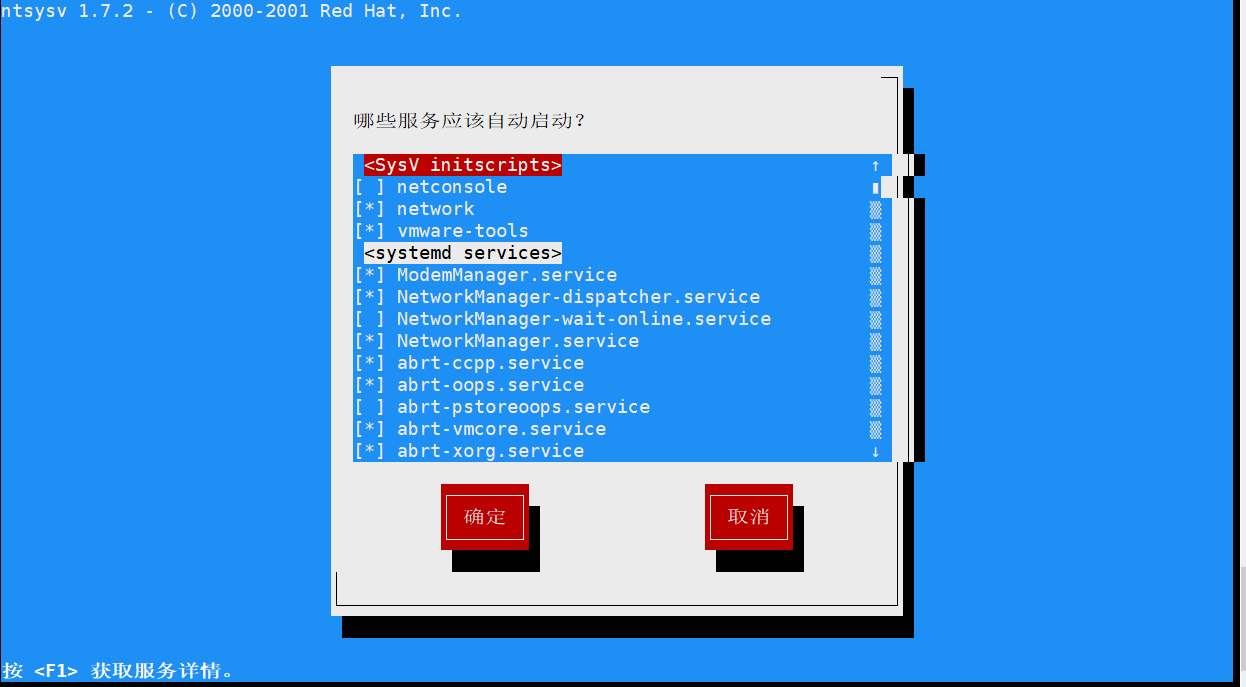 ntsysv 1.7.2 - (C) 2000-2001 Red Hat, Inc.
哪些服务应该自动启动?
<SysV initscripts> ↑
[ ] netconsole
[*] network
[*] vmware-tools
<systemd services>
[*] ModemManager.service
[*] NetworkManager-dispatcher.service
[ ] NetworkManager-wait-online.service
[*] NetworkManager.service
[*] abrt-ccpp.service
[*] abrt-oops.service
[ ] abrt-pstoreoops.service
[*] abrt-vmcore.service
[*] abrt-xorg.service ↓
确定 取消
按 <F1> 获取服务详情。